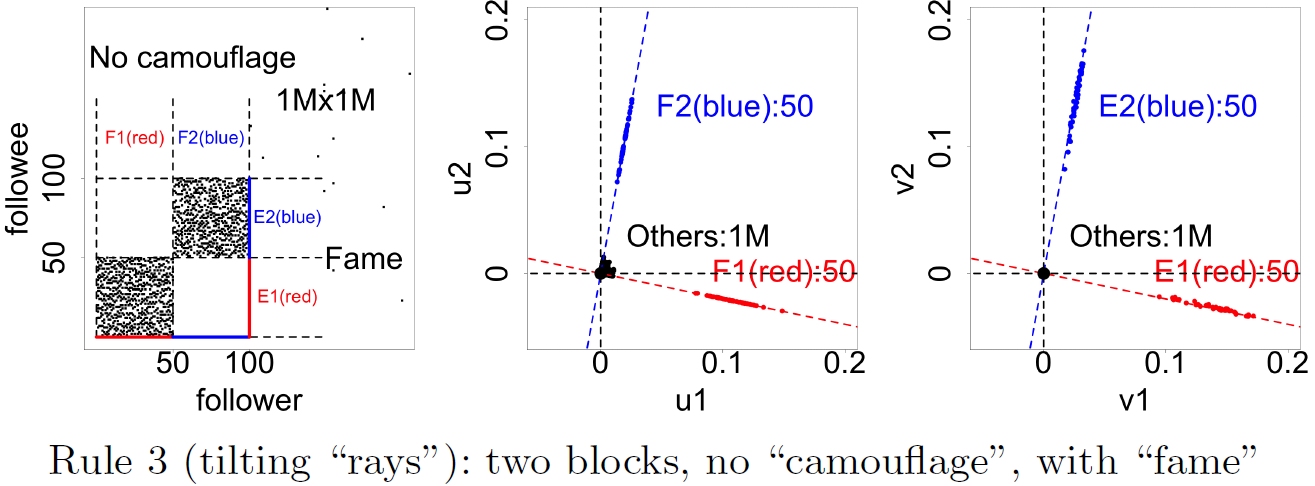 No camouflage
1Mx1M
F1(red)
F2(blue)
E2(blue)
Fame
E1(red)
followee
100
50
50
100
follower
0.2
0.1
0
u2
F2(blue):50
Others:1M
F1(red):50
0
0.1
0.2
u1
0.2
0.1
0
v2
E2(blue):50
Others:1M
E1(red):50
0
0.1
0.2
v1
Rule 3 (tilting “rays”): two blocks, no “camouflage”, with “fame”